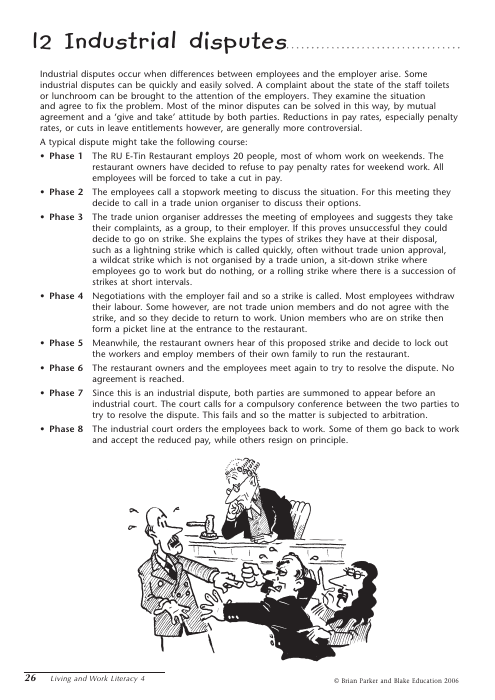 12 Industrial disputes
Industrial disputes occur when differences between employees and the employer arise. Some
industrial disputes can be quickly and easily solved. A complaint about the state of the staff toilets
or lunchroom can be brought to the attention of the employers. They examine the situation
and agree to fix the problem. Most of the minor disputes can be solved in this way, by mutual
agreement and a 'give and take' attitude by both parties. Reductions in pay rates, especially penalty
rates, or cuts in leave entitlements however, are generally more controversial.
A typical dispute might take the following course:
• Phase 1 The RU E-Tin Restaurant employs 20 people, most of whom work on weekends. The
restaurant owners have decided to refuse to pay penalty rates for weekend work. All
employees will be forced to take a cut in pay.
• Phase 2 The employees call a stopwork meeting to discuss the situation. For this meeting they
decide to call in a trade union organiser to discuss their options.
• Phase 3 The trade union organiser addresses the meeting of employees and suggests they take
their complaints, as a group, to their employer. If this proves unsuccessful they could
decide to go on strike. She explains the types of strikes they have at their disposal,
such as a lightning strike which is called quickly, often without trade union approval,
a wildcat strike which is not organised by a trade union, a sit-down strike where
employees go to work but do nothing, or a rolling strike where there is a succession of
strikes at short intervals.
• Phase 4 Negotiations with the employer fail and so a strike is called. Most employees withdraw
their labour. Some however, are not trade union members and do not agree with the
strike, and so they decide to return to work. Union members who are on strike then
form a picket line at the entrance to the restaurant.
• Phase 5 Meanwhile, the restaurant owners hear of this proposed strike and decide to lock out
the workers and employ members of their own family to run the restaurant.
• Phase 6 The restaurant owners and the employees meet again to try to resolve the dispute. No
agreement is reached.
• Phase 7 Since this is an industrial dispute, both parties are summoned to appear before an
industrial court. The court calls for a compulsory conference between the two parties to
try to resolve the dispute. This fails and so the matter is subjected to arbitration.
• Phase 8 The industrial court orders the employees back to work. Some of them go back to work
and accept the reduced pay, while others resign on principle.
26 Living and Work Literacy 4
© Brian Parker and Blake Education 2006